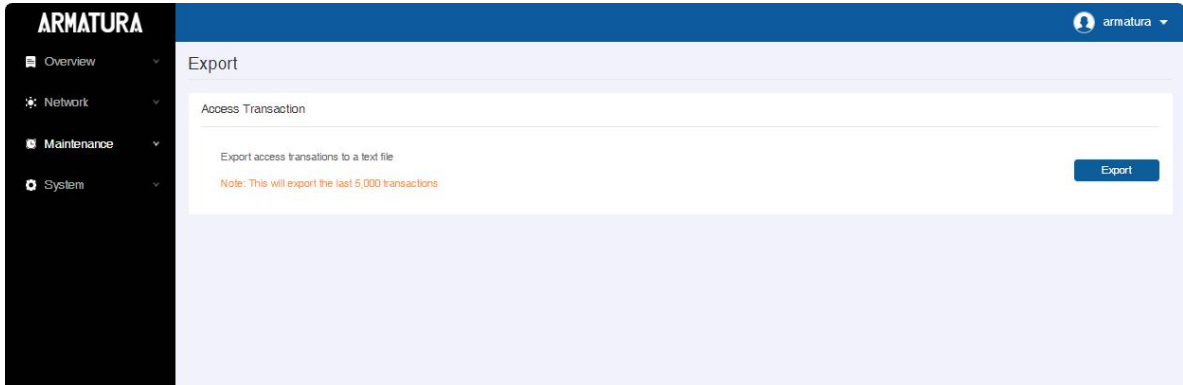 ARMATURA
armatura
Overview
Network
Maintenance
System
Export
Access Transaction
Export access transations to a text file
Note: This will export the last 5,000 transactions
Export